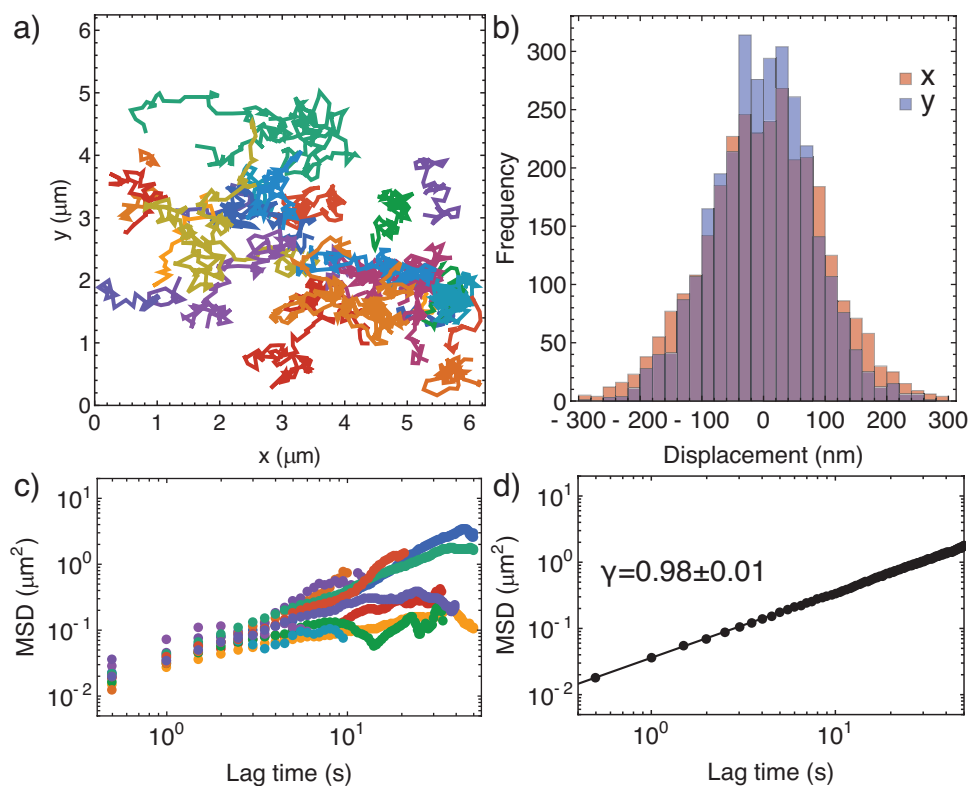 a)
6
5
4
3
2
1
0
y (μm)
0 1 2 3 4 5 6
x (μm)
b)
300
250
200
150
100
50
0
Frequency
x
y
- 300 - 200 - 100 0 100 200 300
Displacement (nm)
c)
10^1
10^0
10^-1
10^-2
MSD (μm^2)
10^0 10^1
Lag time (s)
d)
10^1
10^0
10^-1
10^-2
MSD (μm^2)
γ=0.98±0.01
10^0 10^1
Lag time (s)